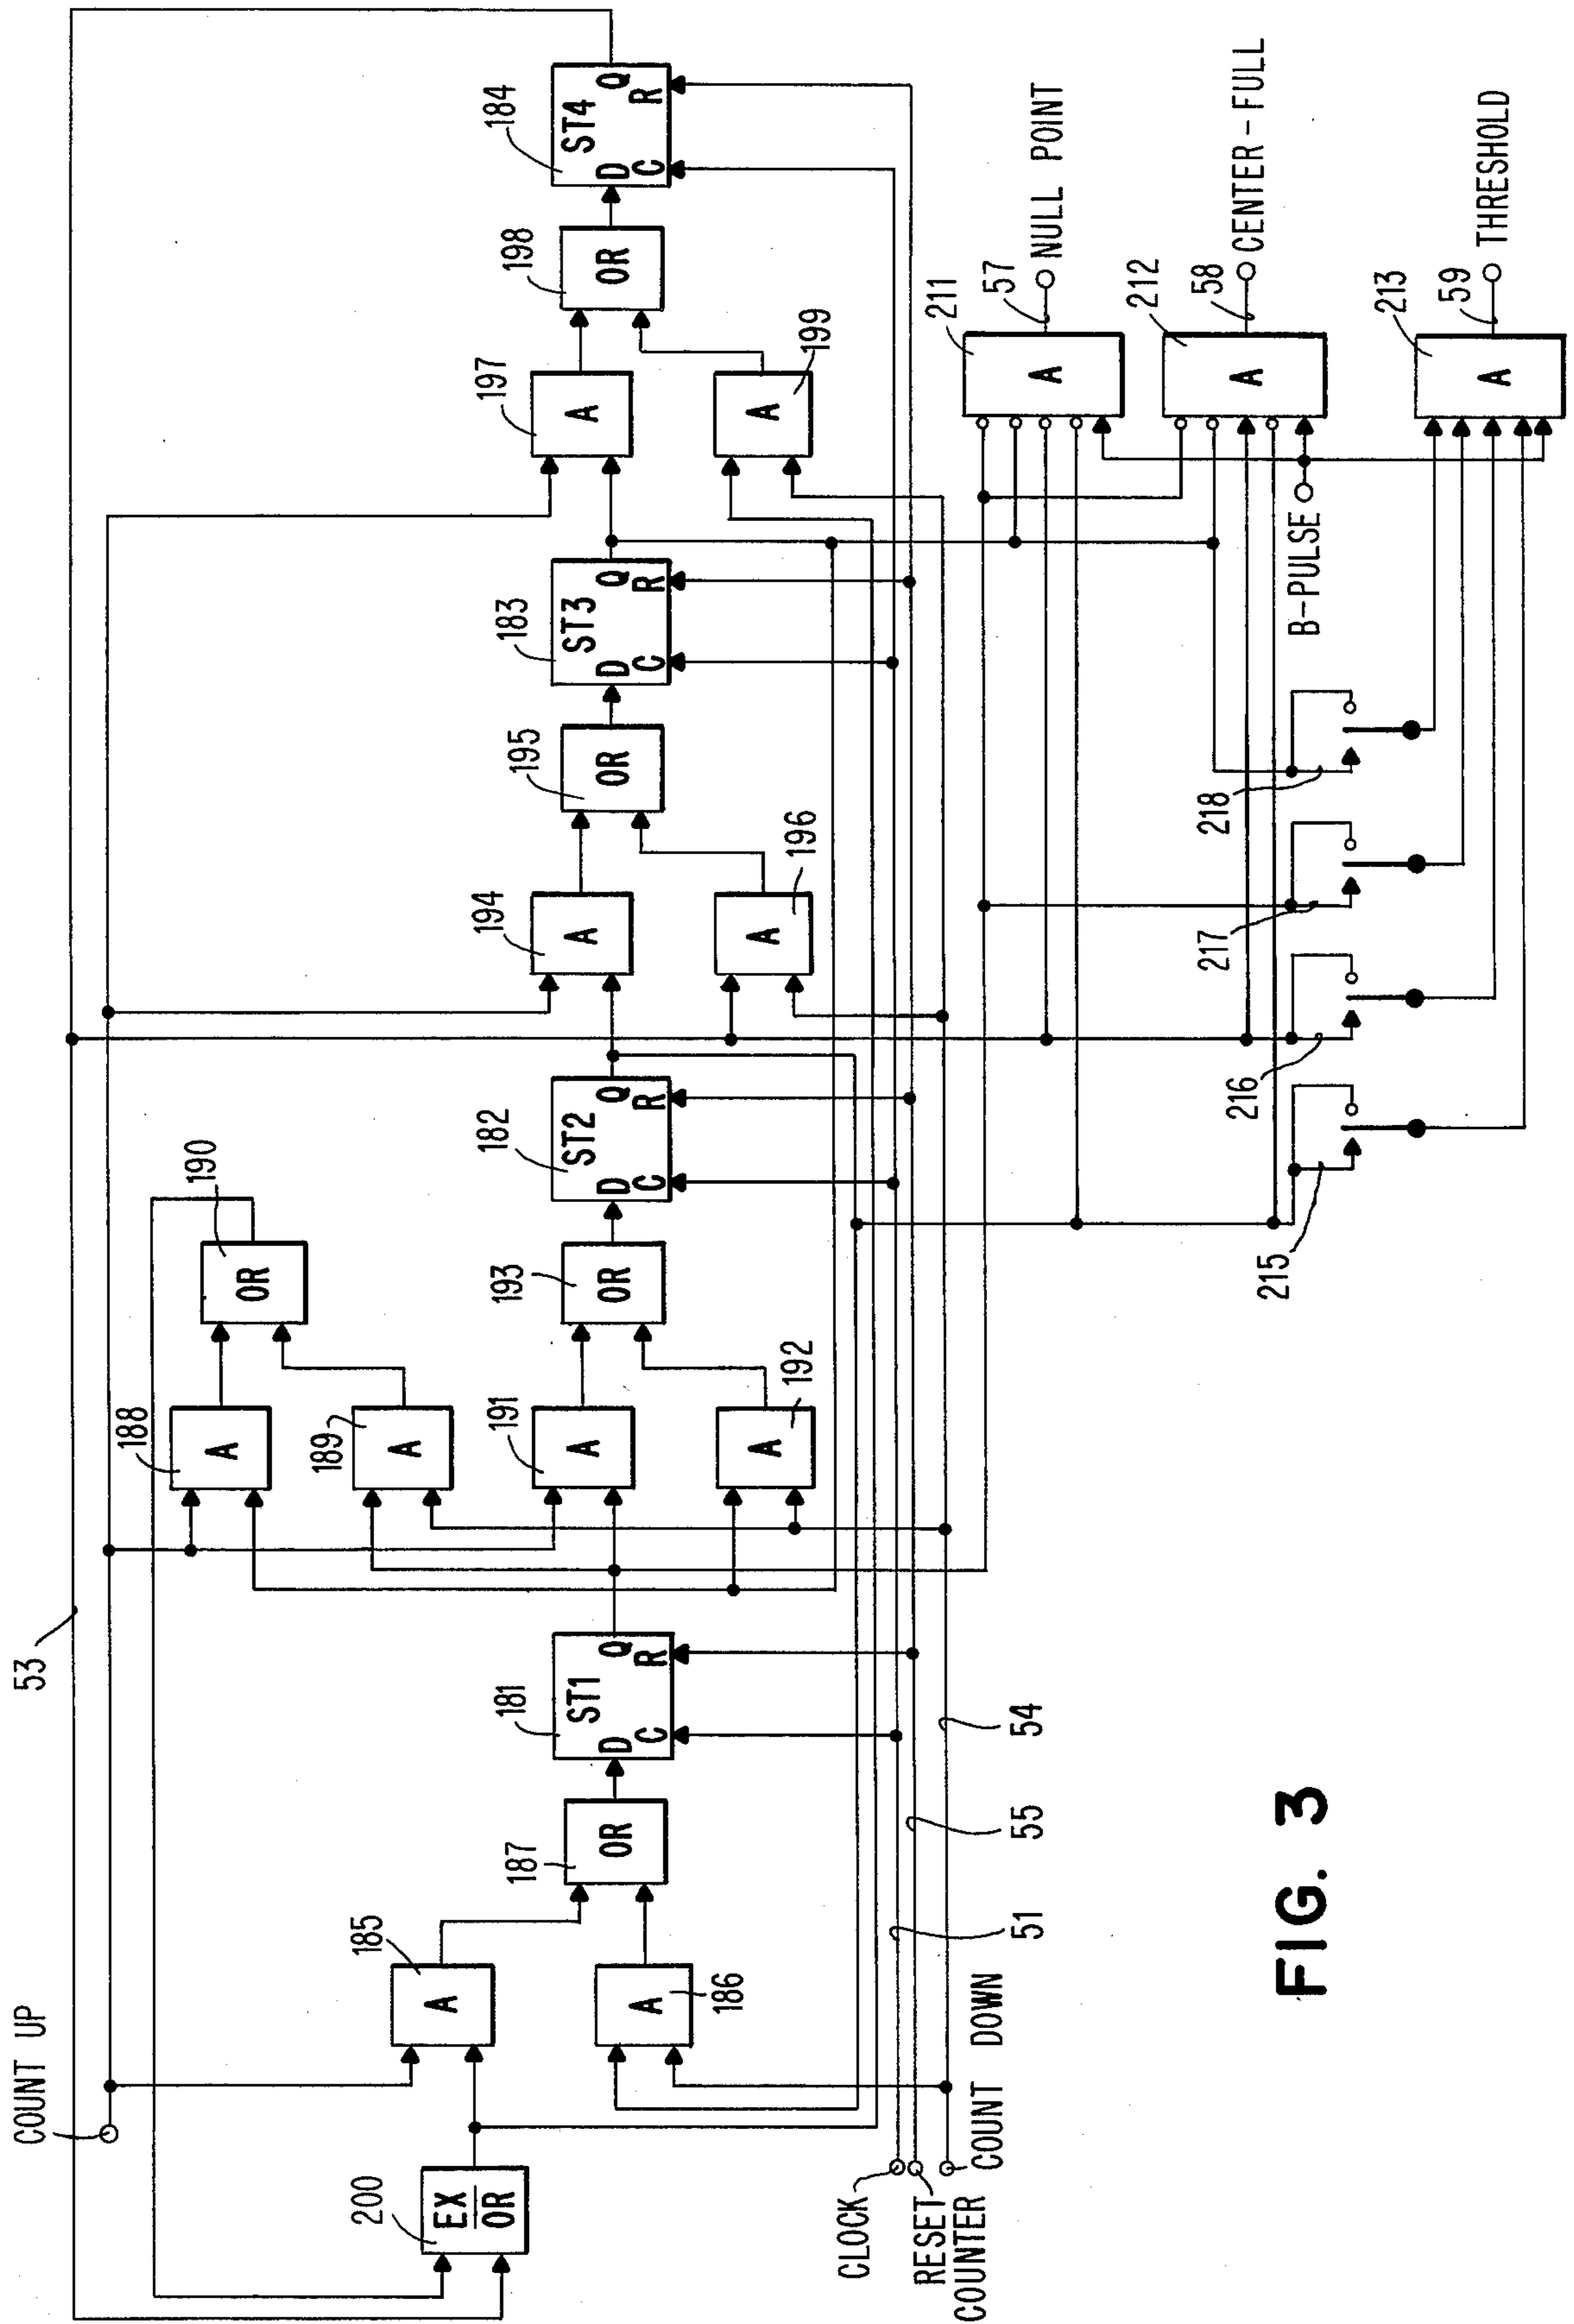 COUNT UP
53
200
EX
OR
185
A
186
A
187
OR
181
ST1
D
C
Q
R
188
A
189
A
190
OR
191
A
192
A
193
OR
182
ST2
D
C
Q
R
194
A
196
A
195
OR
183
ST3
D
C
Q
R
197
A
199
A
198
OR
184
ST4
D
C
Q
R
CLOCK
RESET
COUNTER
COUNT DOWN
51
55
54
215
216
217
218
B-PULSE
211
A
57
NULL POINT
212
A
58
CENTER-FULL
213
A
59
THRESHOLD
FIG. 3